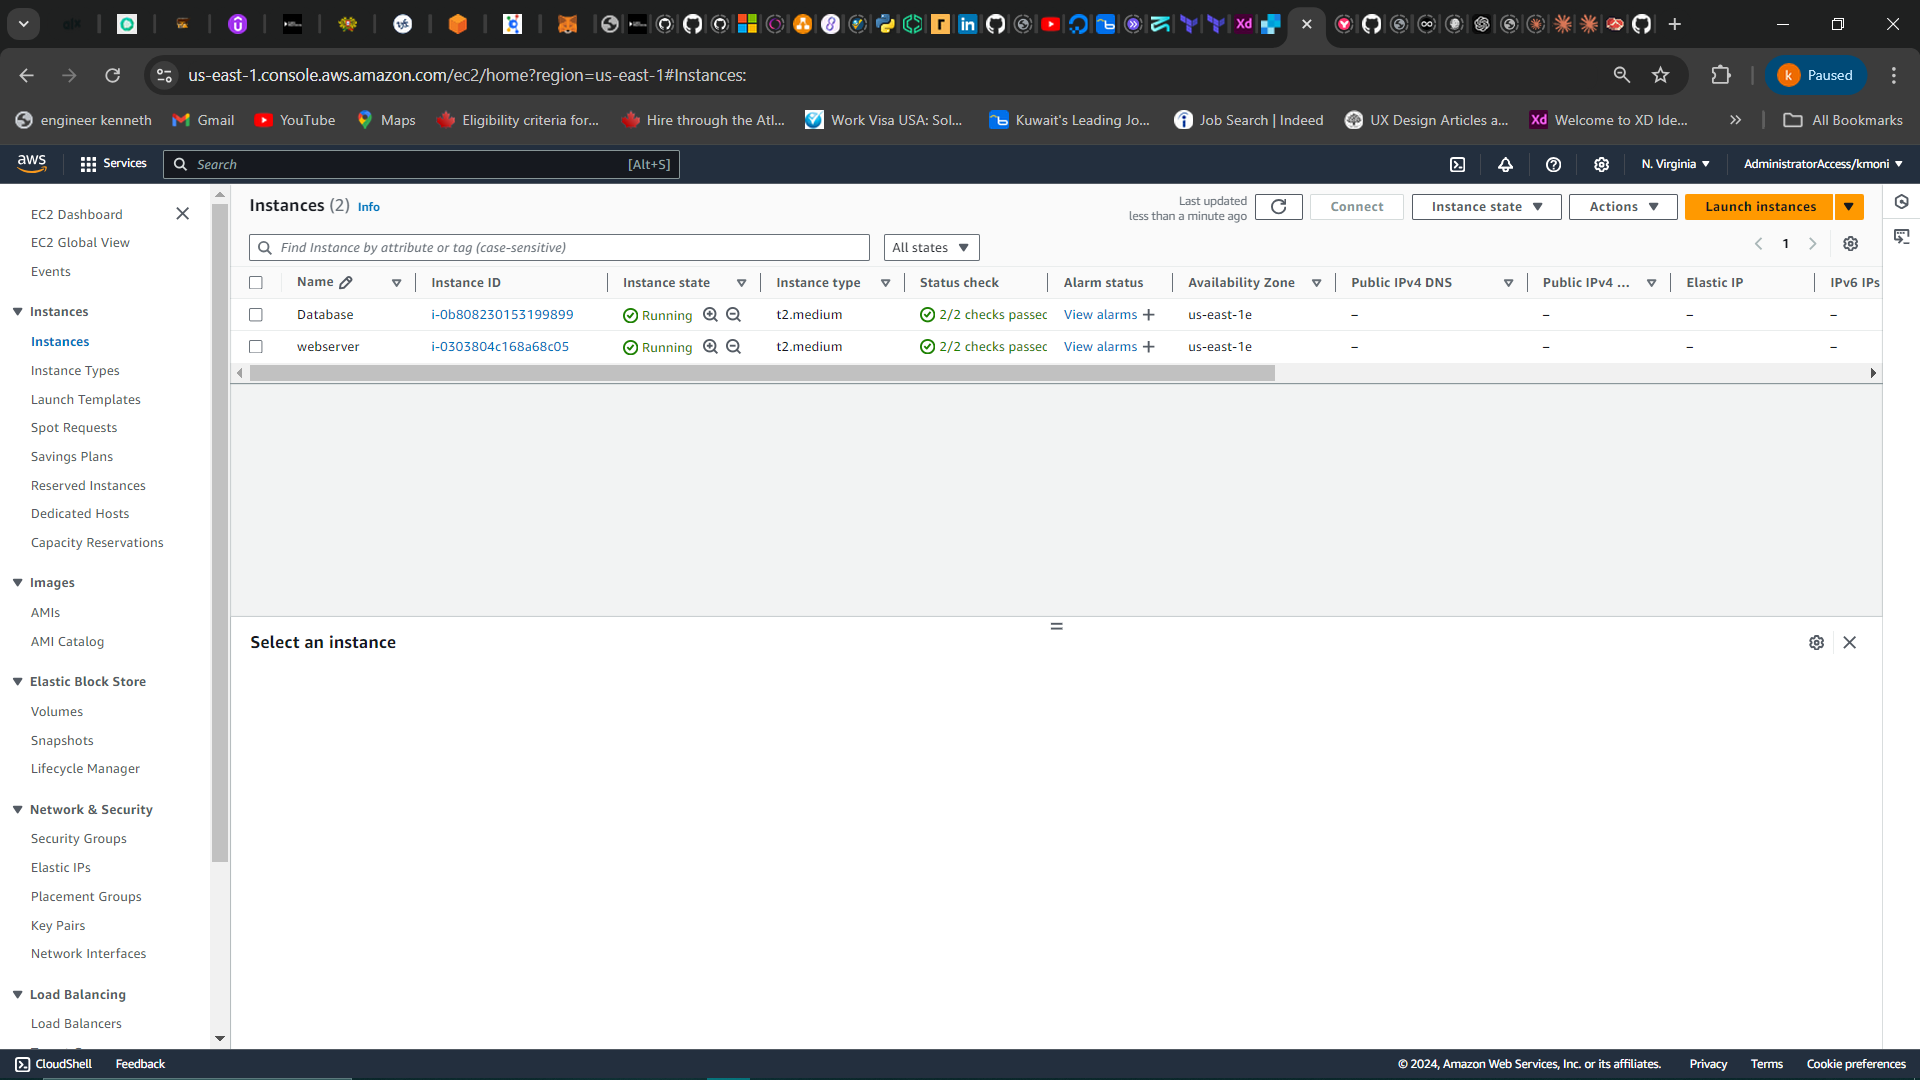 us-east-1.console.aws.amazon.com/ec2/home?region=us-east-1#Instances:
k Paused
engineer kenneth Gmail YouTube Maps Eligibility criteria for... Hire through the Atl... Work Visa USA: Sol... Kuwait's Leading Jo... Job Search | Indeed UX Design Articles a... Xd Welcome to XD Ide... All Bookmarks
aws Services Search [Alt+S] N. Virginia AdministratorAccess/kmoni
EC2 Dashboard
EC2 Global View
Events
Instances
Instances
Instance Types
Launch Templates
Spot Requests
Savings Plans
Reserved Instances
Dedicated Hosts
Capacity Reservations
Images
AMIs
AMI Catalog
Elastic Block Store
Volumes
Snapshots
Lifecycle Manager
Network & Security
Security Groups
Elastic IPs
Placement Groups
Key Pairs
Network Interfaces
Load Balancing
Load Balancers
Instances (2) Info
Last updated
less than a minute ago
Connect Instance state Actions Launch instances
Find Instance by attribute or tag (case-sensitive) All states 1
Name Instance ID Instance state Instance type Status check Alarm status Availability Zone Public IPv4 DNS Public IPv4 ... Elastic IP IPv6 IPs
Database i-0b808230153199899 Running t2.medium 2/2 checks passed View alarms + us-east-1e – – – –
webserver i-0303804c168a68c05 Running t2.medium 2/2 checks passed View alarms + us-east-1e – – – –
Select an instance
CloudShell Feedback © 2024, Amazon Web Services, Inc. or its affiliates. Privacy Terms Cookie preferences